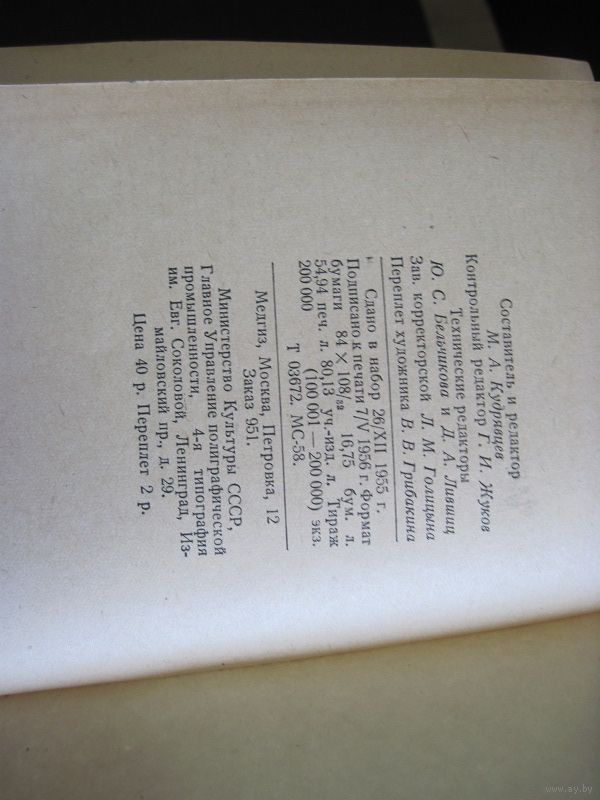 Составитель и редактор
М. А. Кудрявцев
Контрольный редактор Г. И. Жуков
Технические редакторы
Ю. С. Бельчикова и Д. А. Лившиц
Зав. корректорской Л. М. Голицына
Переплет художника В. В. Грибакина
Сдано в набор 26/XII 1955 г.
Подписано к печати 7/V 1956 г. Формат
бумаги 84 × 108/32 16,75 бум. л.
54,94 печ. л. 80,13 уч.-изд. л. Тираж
200 000 (100 001 — 200 000) экз.
Т 03672. МС-58.
Медгиз, Москва, Петровка, 12
Заказ 951.
Министерство Культуры СССР,
Главное Управление полиграфической
промышленности, 4-я типография
им. Евг. Соколовой, Ленинград, Из-
майловский пр., д. 29.
Цена 40 р. Переплет 2 р.
www.ay.by